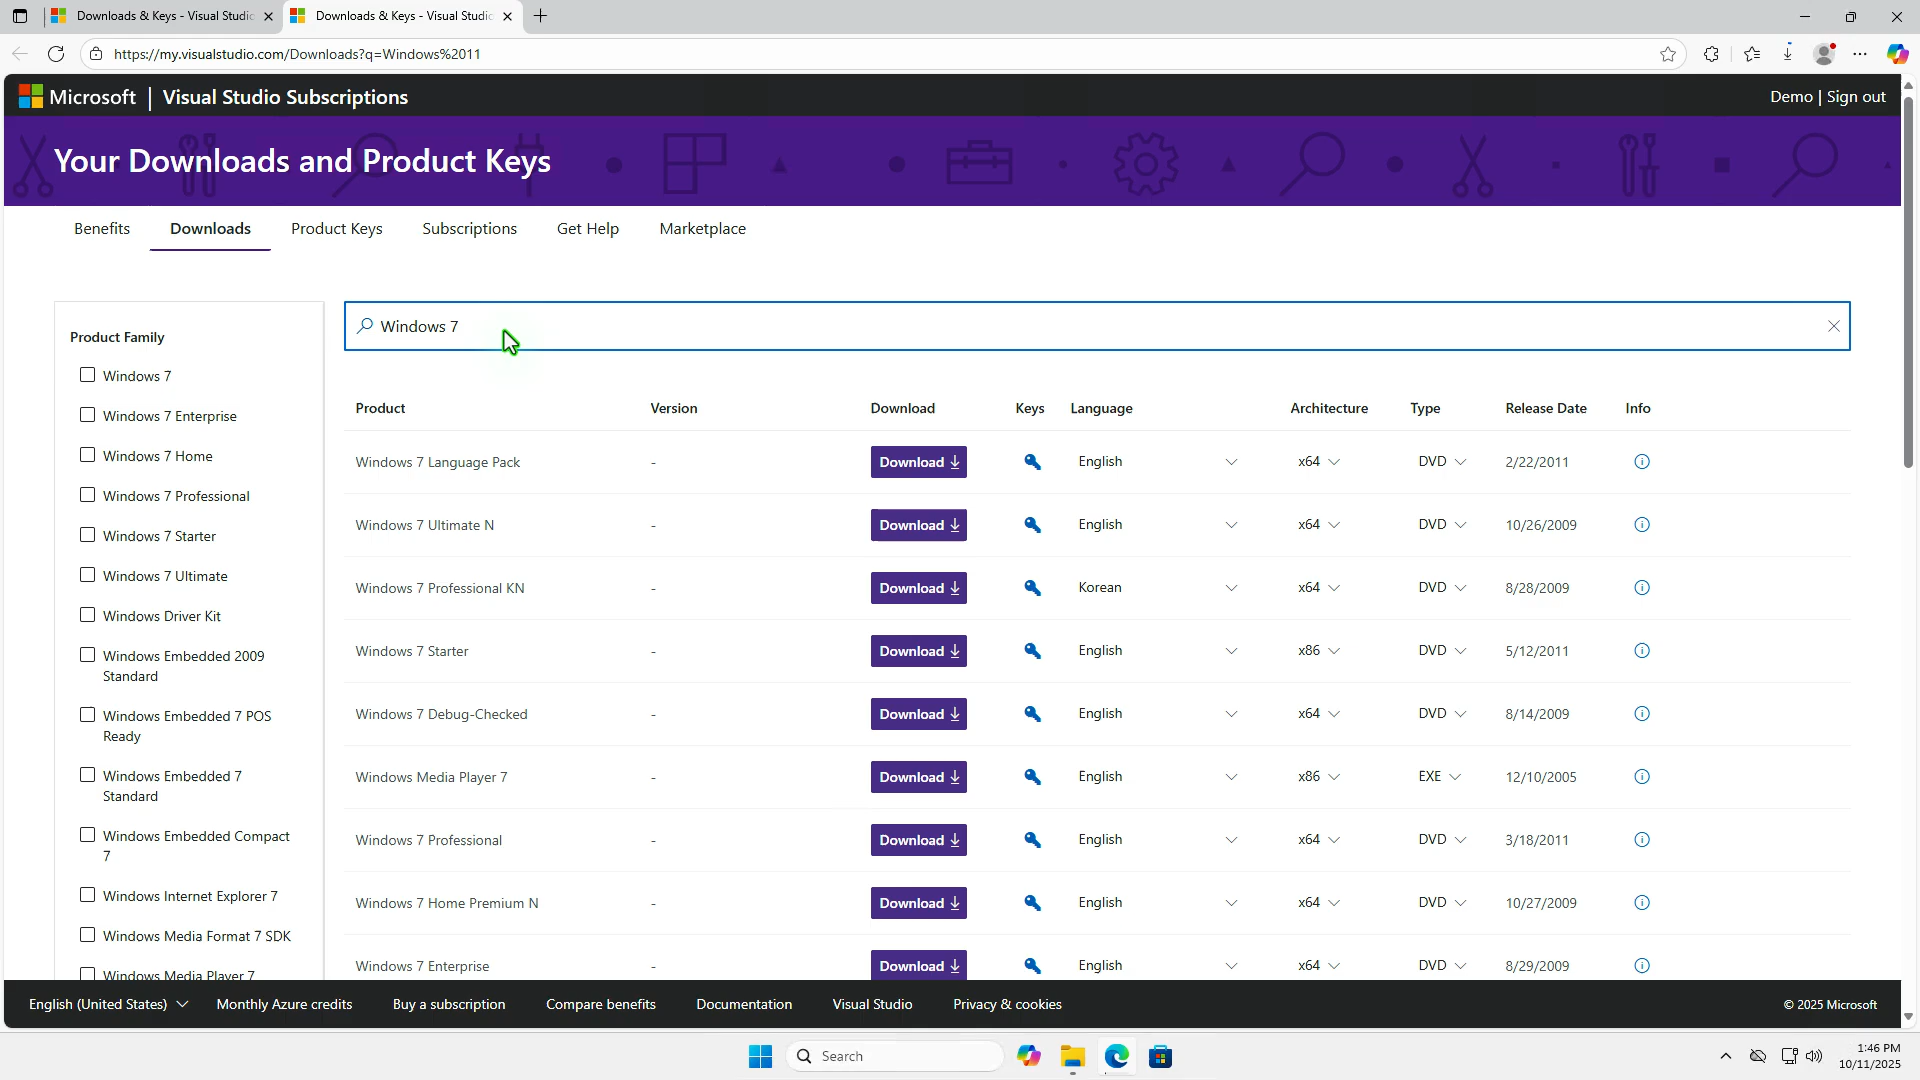 Downloads & Keys - Visual Studio
Downloads & Keys - Visual Studio
https://my.visualstudio.com/Downloads?q=Windows%2011
Microsoft | Visual Studio Subscriptions
Demo | Sign out
Your Downloads and Product Keys
Benefits
Downloads
Product Keys
Subscriptions
Get Help
Marketplace
Product Family
Windows 7
Windows 7 Enterprise
Windows 7 Home
Windows 7 Professional
Windows 7 Starter
Windows 7 Ultimate
Windows Driver Kit
Windows Embedded 2009
Standard
Windows Embedded 7 POS
Ready
Windows Embedded 7
Standard
Windows Embedded Compact
7
Windows Internet Explorer 7
Windows Media Format 7 SDK
Windows Media Player 7
Windows 7
Product Version Download Keys Language Architecture Type Release Date Info
Windows 7 Language Pack - Download English x64 DVD 2/22/2011
Windows 7 Ultimate N - Download English x64 DVD 10/26/2009
Windows 7 Professional KN - Download Korean x64 DVD 8/28/2009
Windows 7 Starter - Download English x86 DVD 5/12/2011
Windows 7 Debug-Checked - Download English x64 DVD 8/14/2009
Windows Media Player 7 - Download English x86 EXE 12/10/2005
Windows 7 Professional - Download English x64 DVD 3/18/2011
Windows 7 Home Premium N - Download English x64 DVD 10/27/2009
Windows 7 Enterprise - Download English x64 DVD 8/29/2009
English (United States)
Monthly Azure credits
Buy a subscription
Compare benefits
Documentation
Visual Studio
Privacy & cookies
© 2025 Microsoft
Search
1:46 PM
10/11/2025